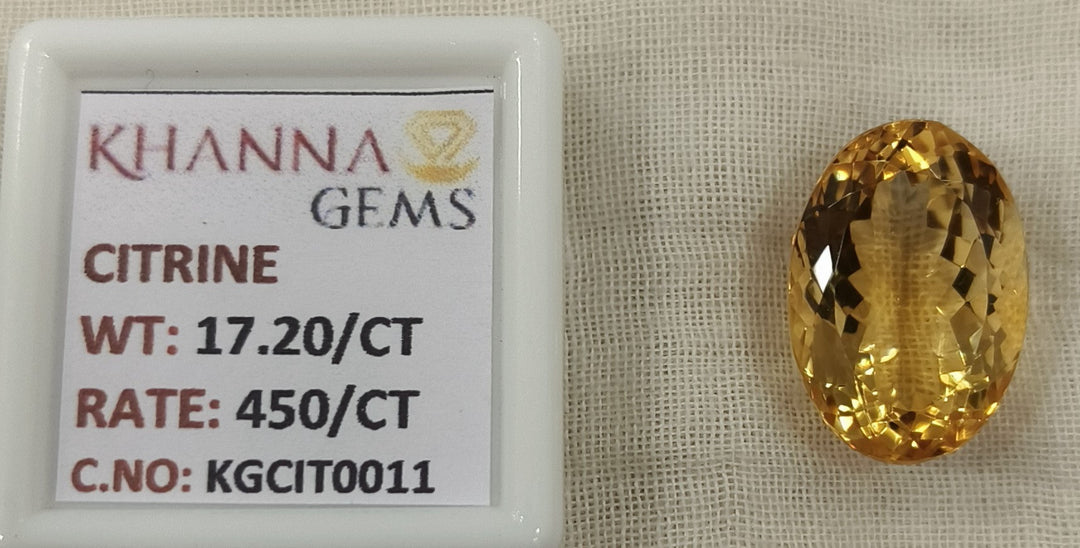 KHANNA
GEMS
CITRINE
WT: 17.20/CT
RATE: 450/CT
C.NO: KGCIT0011